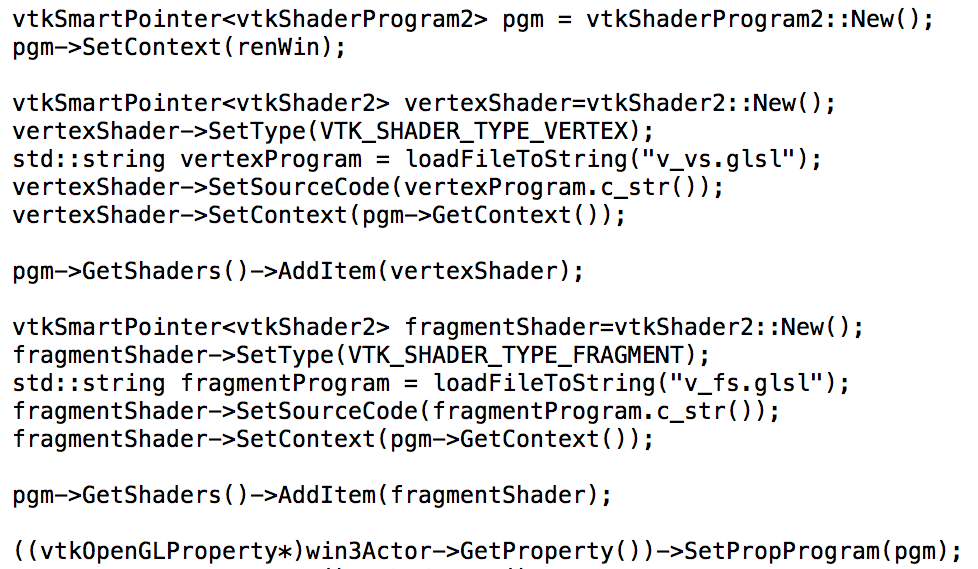 vtkSmartPointer<vtkShaderProgram2> pgm = vtkShaderProgram2::New();
pgm->SetContext(renWin);
vtkSmartPointer<vtkShader2> vertexShader=vtkShader2::New();
vertexShader->SetType(VTK_SHADER_TYPE_VERTEX);
std::string vertexProgram = loadFileToString("v_vs.glsl");
vertexShader->SetSourceCode(vertexProgram.c_str());
vertexShader->SetContext(pgm->GetContext());
pgm->GetShaders()->AddItem(vertexShader);
vtkSmartPointer<vtkShader2> fragmentShader=vtkShader2::New();
fragmentShader->SetType(VTK_SHADER_TYPE_FRAGMENT);
std::string fragmentProgram = loadFileToString("v_fs.glsl");
fragmentShader->SetSourceCode(fragmentProgram.c_str());
fragmentShader->SetContext(pgm->GetContext());
pgm->GetShaders()->AddItem(fragmentShader);
((vtkOpenGLProperty*)win3Actor->GetProperty())->SetPropProgram(pgm);